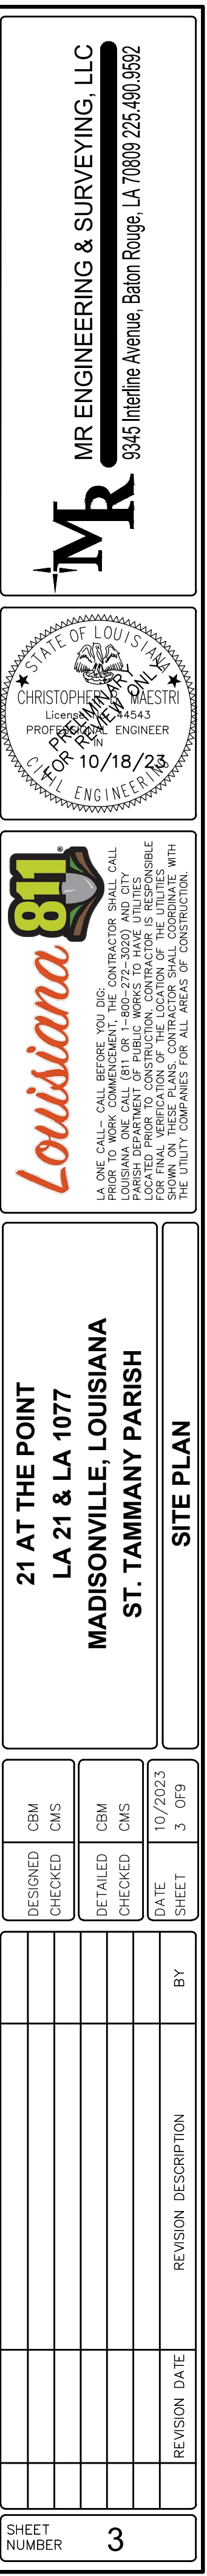 MR
MR ENGINEERING & SURVEYING, LLC
9345 Interline Avenue, Baton Rouge, LA 70809 225.490.9592
STATE OF LOUISIANA
CHRISTOPHER MAESTRI
License 44543
PROFESSIONAL ENGINEER
IN
CIVIL ENGINEERING
PRELIMINARY
FOR REVIEW ONLY
10/18/23
Louisiana 811®
LA ONE CALL– CALL BEFORE YOU DIG:
PRIOR TO WORK COMMENCEMENT, THE CONTRACTOR SHALL CALL
LOUISIANA ONE CALL (811 OR 1–800–272–3020) AND CITY
PARISH DEPARTMENT OF PUBLIC WORKS TO HAVE UTILITIES
LOCATED PRIOR TO CONSTRUCTION. CONTRACTOR IS RESPONSIBLE
FOR FINAL VERIFICATION OF THE LOCATION OF THE UTILITIES
SHOWN ON THESE PLANS. CONTRACTOR SHALL COORDINATE WITH
THE UTILITY COMPANIES FOR ALL AREAS OF CONSTRUCTION.
21 AT THE POINT
LA 21 & LA 1077
MADISONVILLE, LOUISIANA
ST. TAMMANY PARISH
SITE PLAN
DESIGNED CBM
CHECKED CMS
DETAILED CBM
CHECKED CMS
DATE 10/2023
SHEET 3 OF9
REVISION DATE REVISION DESCRIPTION BY
SHEET
NUMBER
3